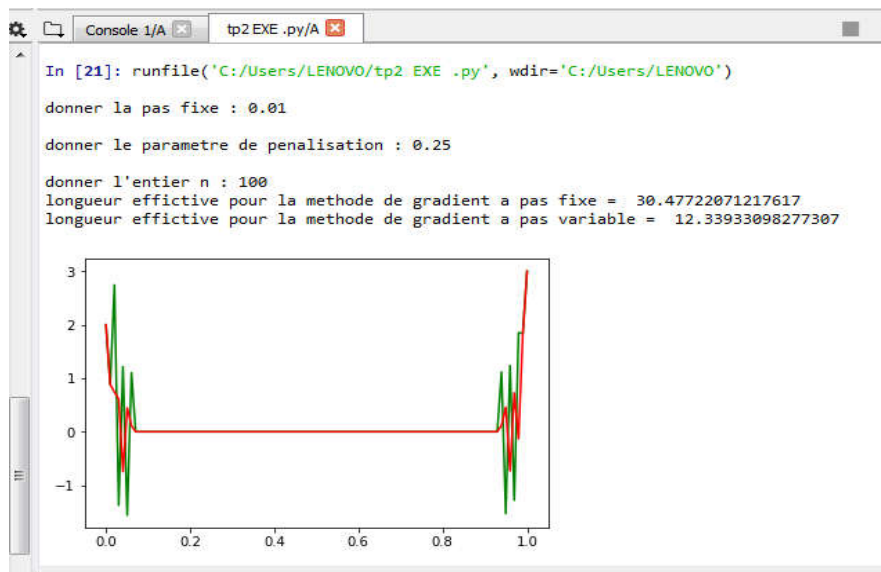 Console 1/A tp2 EXE .py/A
In [21]: runfile('C:/Users/LENOVO/tp2 EXE .py', wdir='C:/Users/LENOVO')
donner la pas fixe : 0.01
donner le parametre de penalisation : 0.25
donner l'entier n : 100
longueur effictive pour la methode de gradient a pas fixe = 30.47722071217617
longueur effictive pour la methode de gradient a pas variable = 12.33933098277307
3
2
1
0
−1
0.0 0.2 0.4 0.6 0.8 1.0